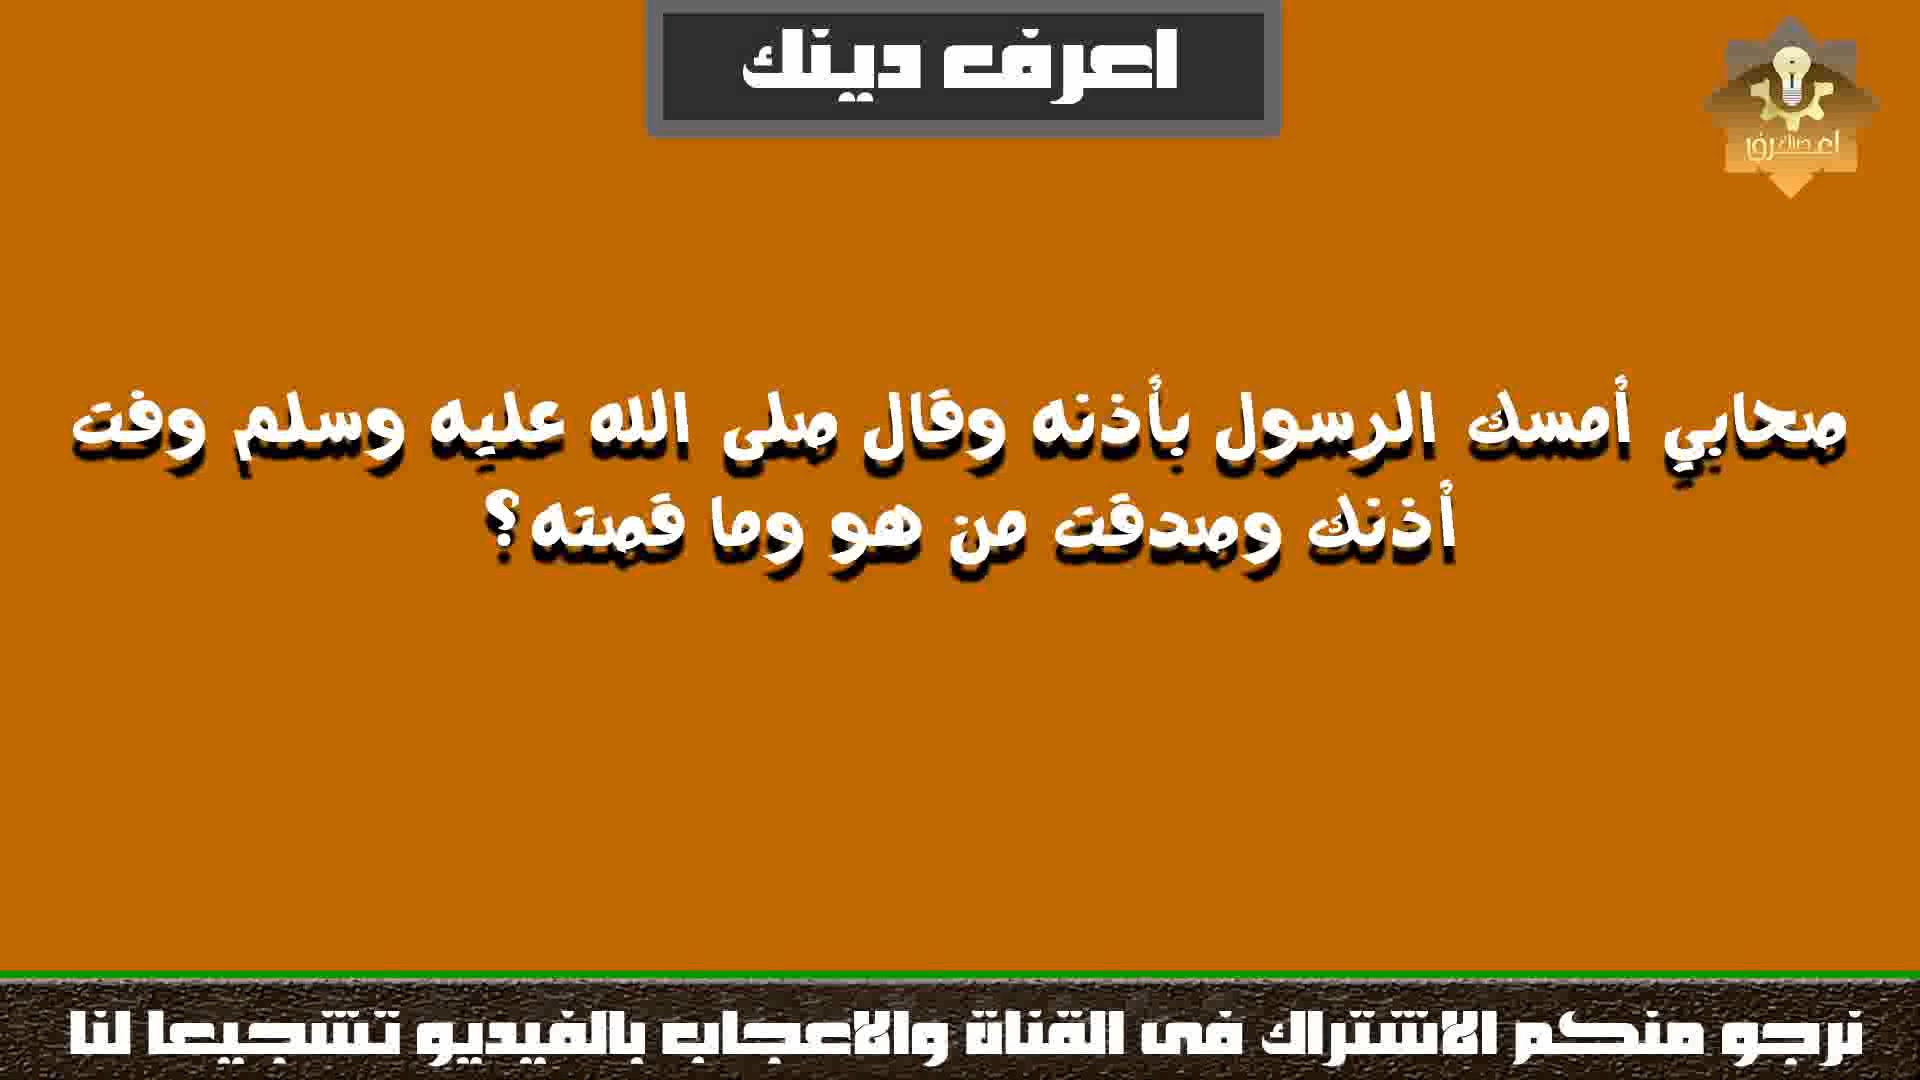 اعرف دينك
صحابي أمسك الرسول بأذنه وقال صلى الله عليه وسلم وفت
أذنك وصدقت من هو وما قصته؟
نرجو منكم الاشتراك فى القناة والاعجاب بالفيديو تشجيعا لنا